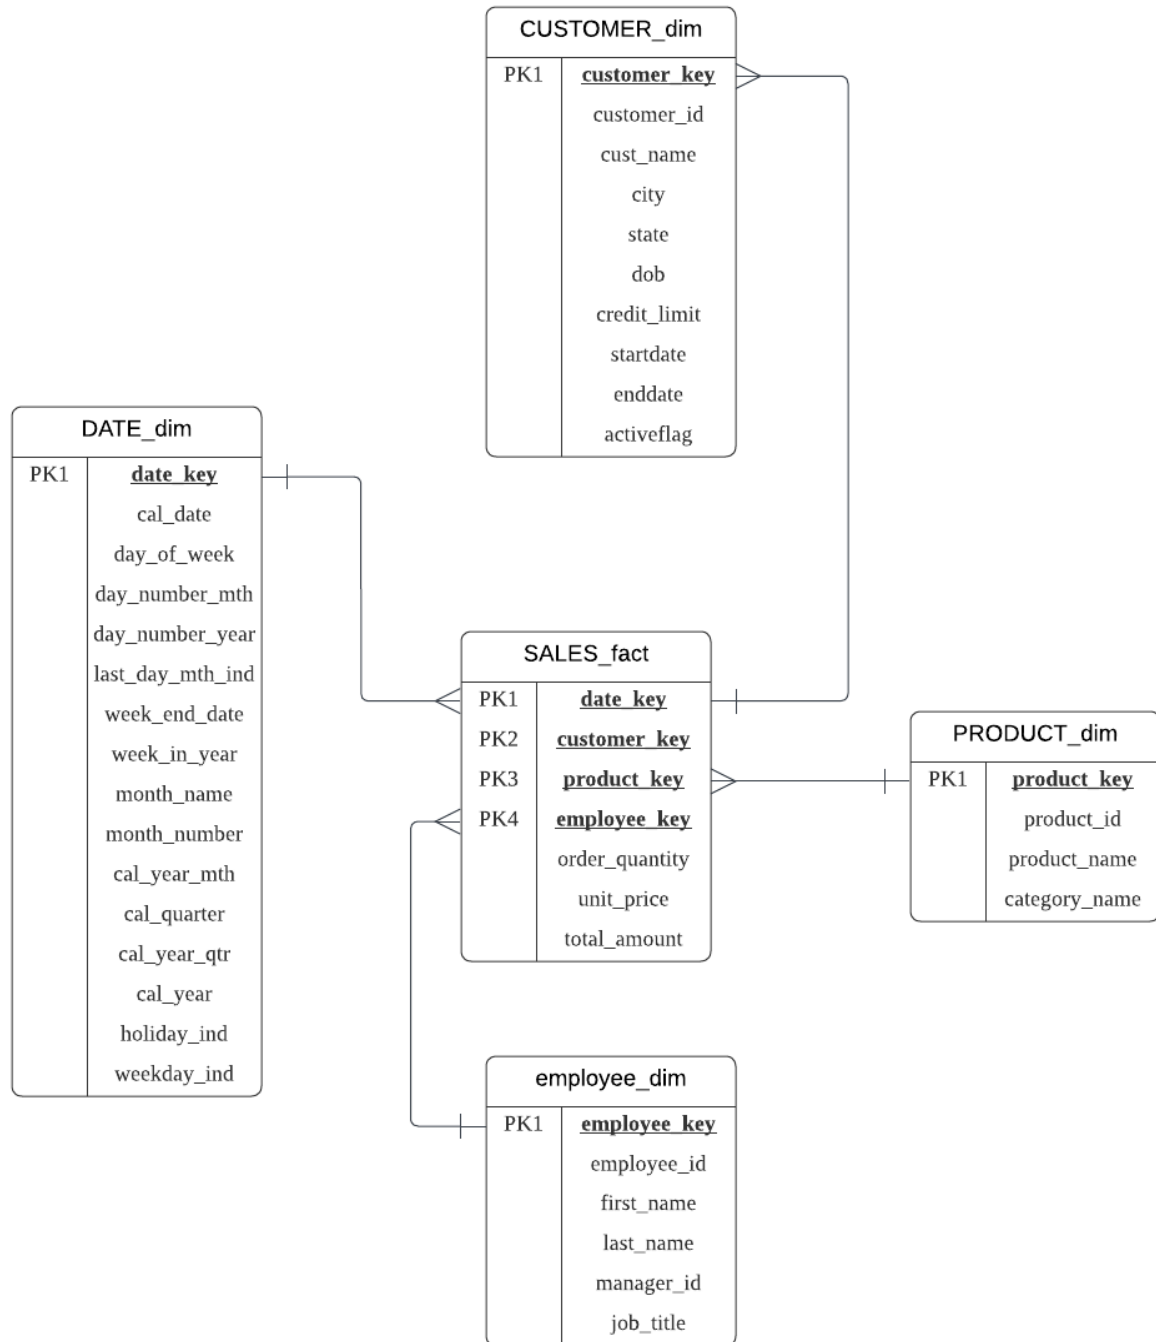 CUSTOMER_dim
PK1 customer_key
customer_id
cust_name
city
state
dob
credit_limit
startdate
enddate
activeflag
DATE_dim
PK1 date_key
cal_date
day_of_week
day_number_mth
day_number_year
last_day_mth_ind
week_end_date
week_in_year
month_name
month_number
cal_year_mth
cal_quarter
cal_year_qtr
cal_year
holiday_ind
weekday_ind
SALES_fact
PK1 date_key
PK2 customer_key
PK3 product_key
PK4 employee_key
order_quantity
unit_price
total_amount
PRODUCT_dim
PK1 product_key
product_id
product_name
category_name
employee_dim
PK1 employee_key
employee_id
first_name
last_name
manager_id
job_title